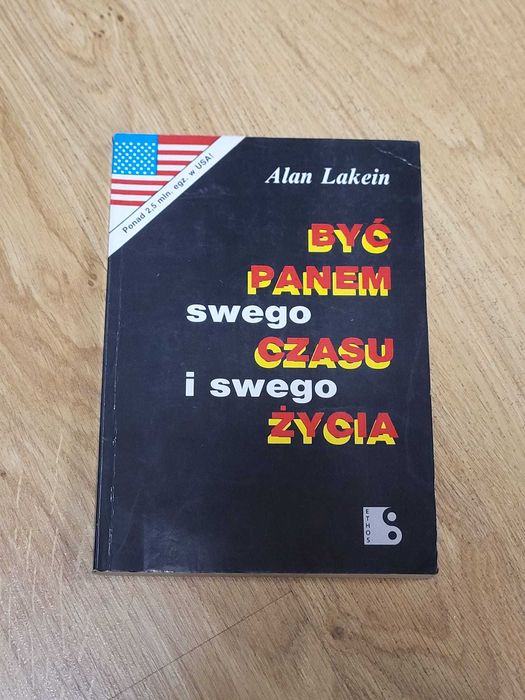 Ponad 2,5 mln. egz. w USA!
Alan Lakein
BYĆ
PANEM
swego
CZASU
i swego
ŻYCIA
ETHOS